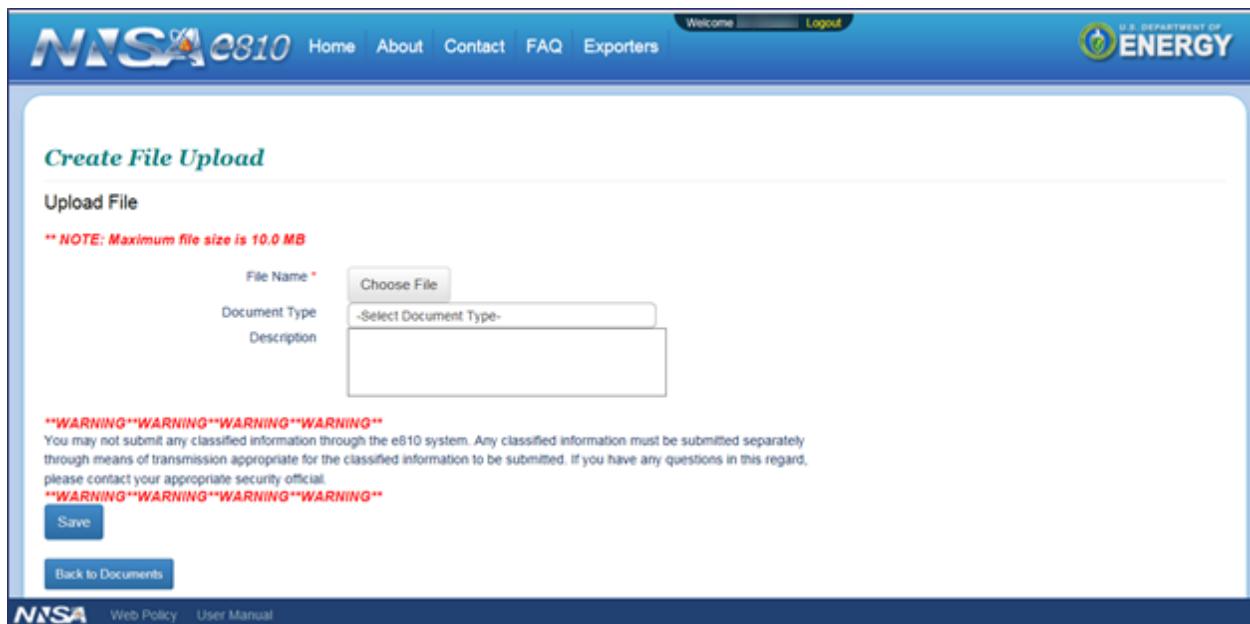 Welcome Logout
NNSA e810 Home About Contact FAQ Exporters
U.S. DEPARTMENT OF
ENERGY
Create File Upload
Upload File
** NOTE: Maximum file size is 10.0 MB
File Name *
Choose File
Document Type
-Select Document Type-
Description
**WARNING**WARNING**WARNING**WARNING**
You may not submit any classified information through the e810 system. Any classified information must be submitted separately
through means of transmission appropriate for the classified information to be submitted. If you have any questions in this regard,
please contact your appropriate security official.
**WARNING**WARNING**WARNING**WARNING**
Save
Back to Documents
NNSA Web Policy User Manual